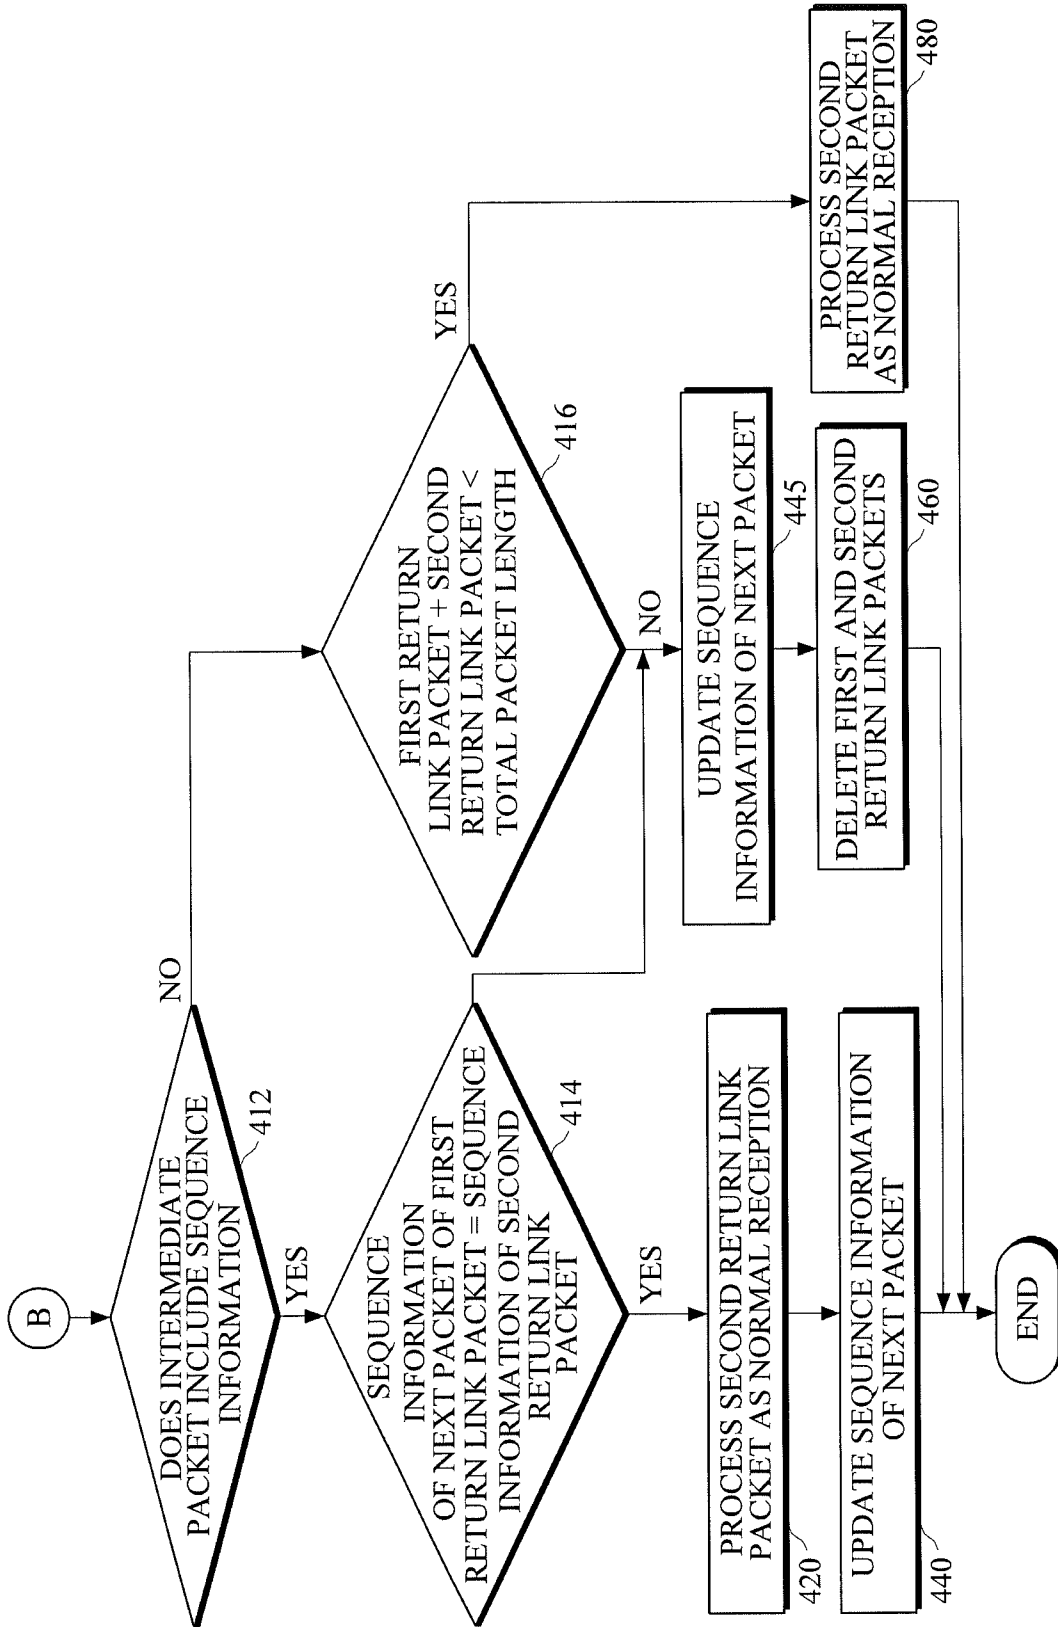 B
DOES INTERMEDIATE
PACKET INCLUDE SEQUENCE
INFORMATION
412
NO
YES
SEQUENCE
INFORMATION
OF NEXT PACKET OF FIRST
RETURN LINK PACKET = SEQUENCE
INFORMATION OF SECOND
RETURN LINK
PACKET
414
YES
FIRST RETURN
LINK PACKET + SECOND
RETURN LINK PACKET <
TOTAL PACKET LENGTH
416
YES
NO
PROCESS SECOND RETURN LINK
PACKET AS NORMAL RECEPTION
420
UPDATE SEQUENCE
INFORMATION OF NEXT PACKET
445
UPDATE SEQUENCE INFORMATION
OF NEXT PACKET
440
DELETE FIRST AND SECOND
RETURN LINK PACKETS
460
PROCESS SECOND
RETURN LINK PACKET
AS NORMAL RECEPTION
480
END